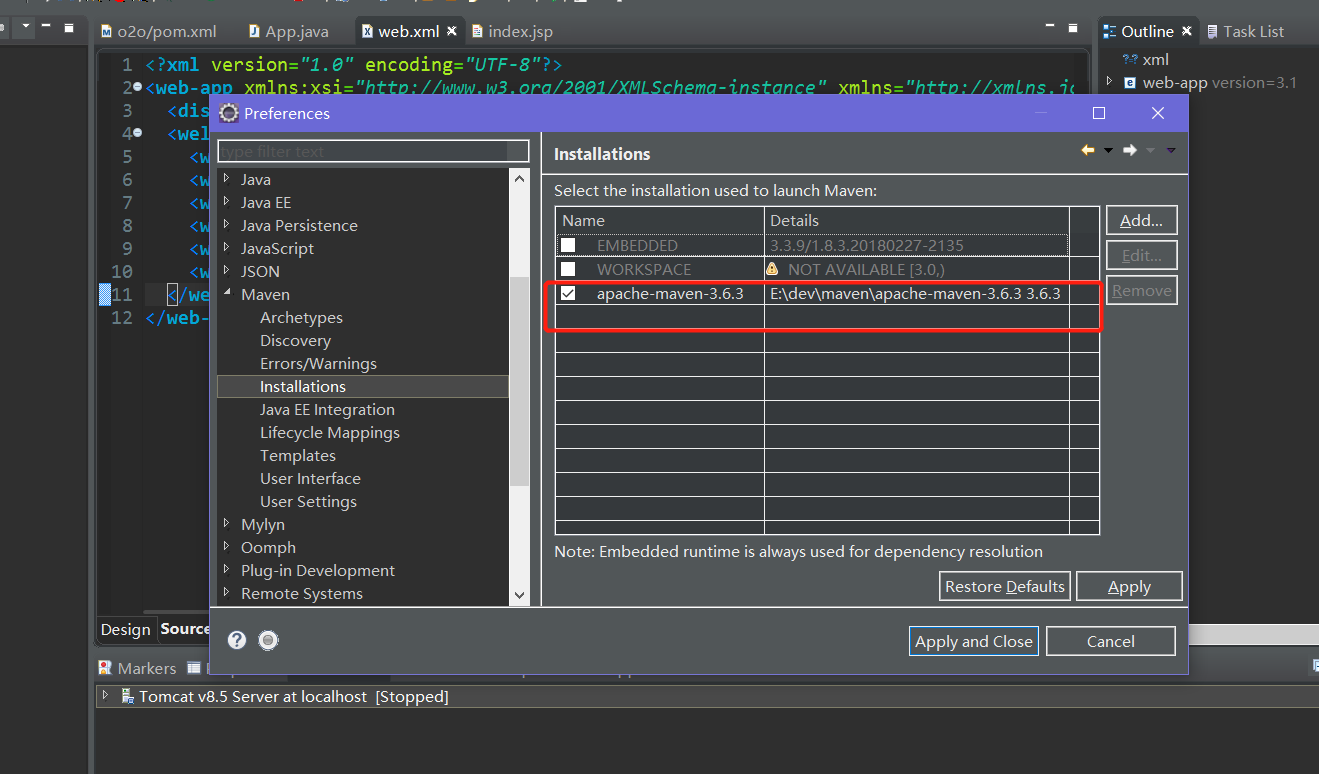 o2o/pom.xml App.java web.xml index.jsp Outline Task List
1 <?xml version="1.0" encoding="UTF-8"?>
2 <web-app xmlns:xsi="http://www.w3.org/2001/XMLSchema-instance" xmlns="http://xmlns.jc
3 <dis
4 <wel
5 <w
6 <w
7 <w
8 <w
9 <w
10 <w
11 </we
12 </web-
xml
web-app version=3.1
Preferences
type filter text
Java
Java EE
Java Persistence
JavaScript
JSON
Maven
Archetypes
Discovery
Errors/Warnings
Installations
Java EE Integration
Lifecycle Mappings
Templates
User Interface
User Settings
Mylyn
Oomph
Plug-in Development
Remote Systems
Installations
Select the installation used to launch Maven:
Name Details
EMBEDDED 3.3.9/1.8.3.20180227-2135
WORKSPACE NOT AVAILABLE [3.0,)
apache-maven-3.6.3 E:\dev\maven\apache-maven-3.6.3 3.6.3
Add...
Edit...
Remove
Note: Embedded runtime is always used for dependency resolution
Restore Defaults Apply
Apply and Close Cancel
Design Source
Markers
Tomcat v8.5 Server at localhost [Stopped]